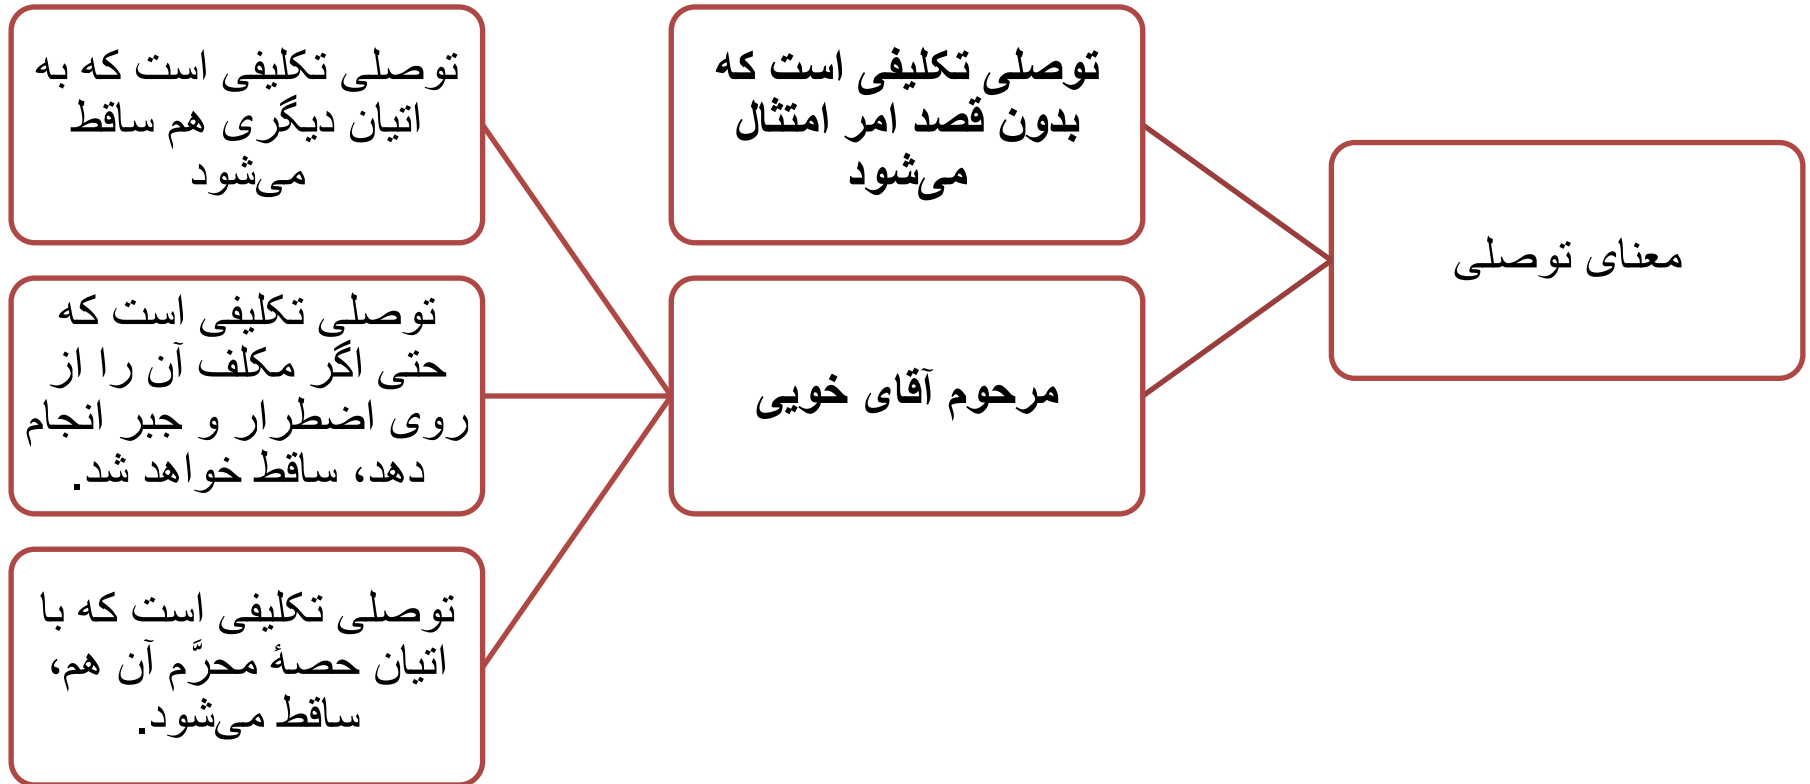 معنای توصلی
توصلی تکلیفی است که
بدون قصد امر امتثال
می‌شود
مرحوم آقای خویی
توصلی تکلیفی است که به
اتیان دیگری هم ساقط
می‌شود
توصلی تکلیفی است که
حتی اگر مکلف آن را از
روی اضطرار و جبر انجام
دهد، ساقط خواهد شد.
توصلی تکلیفی است که با
اتیان حصهٔ محرَّم آن هم،
ساقط می‌شود.